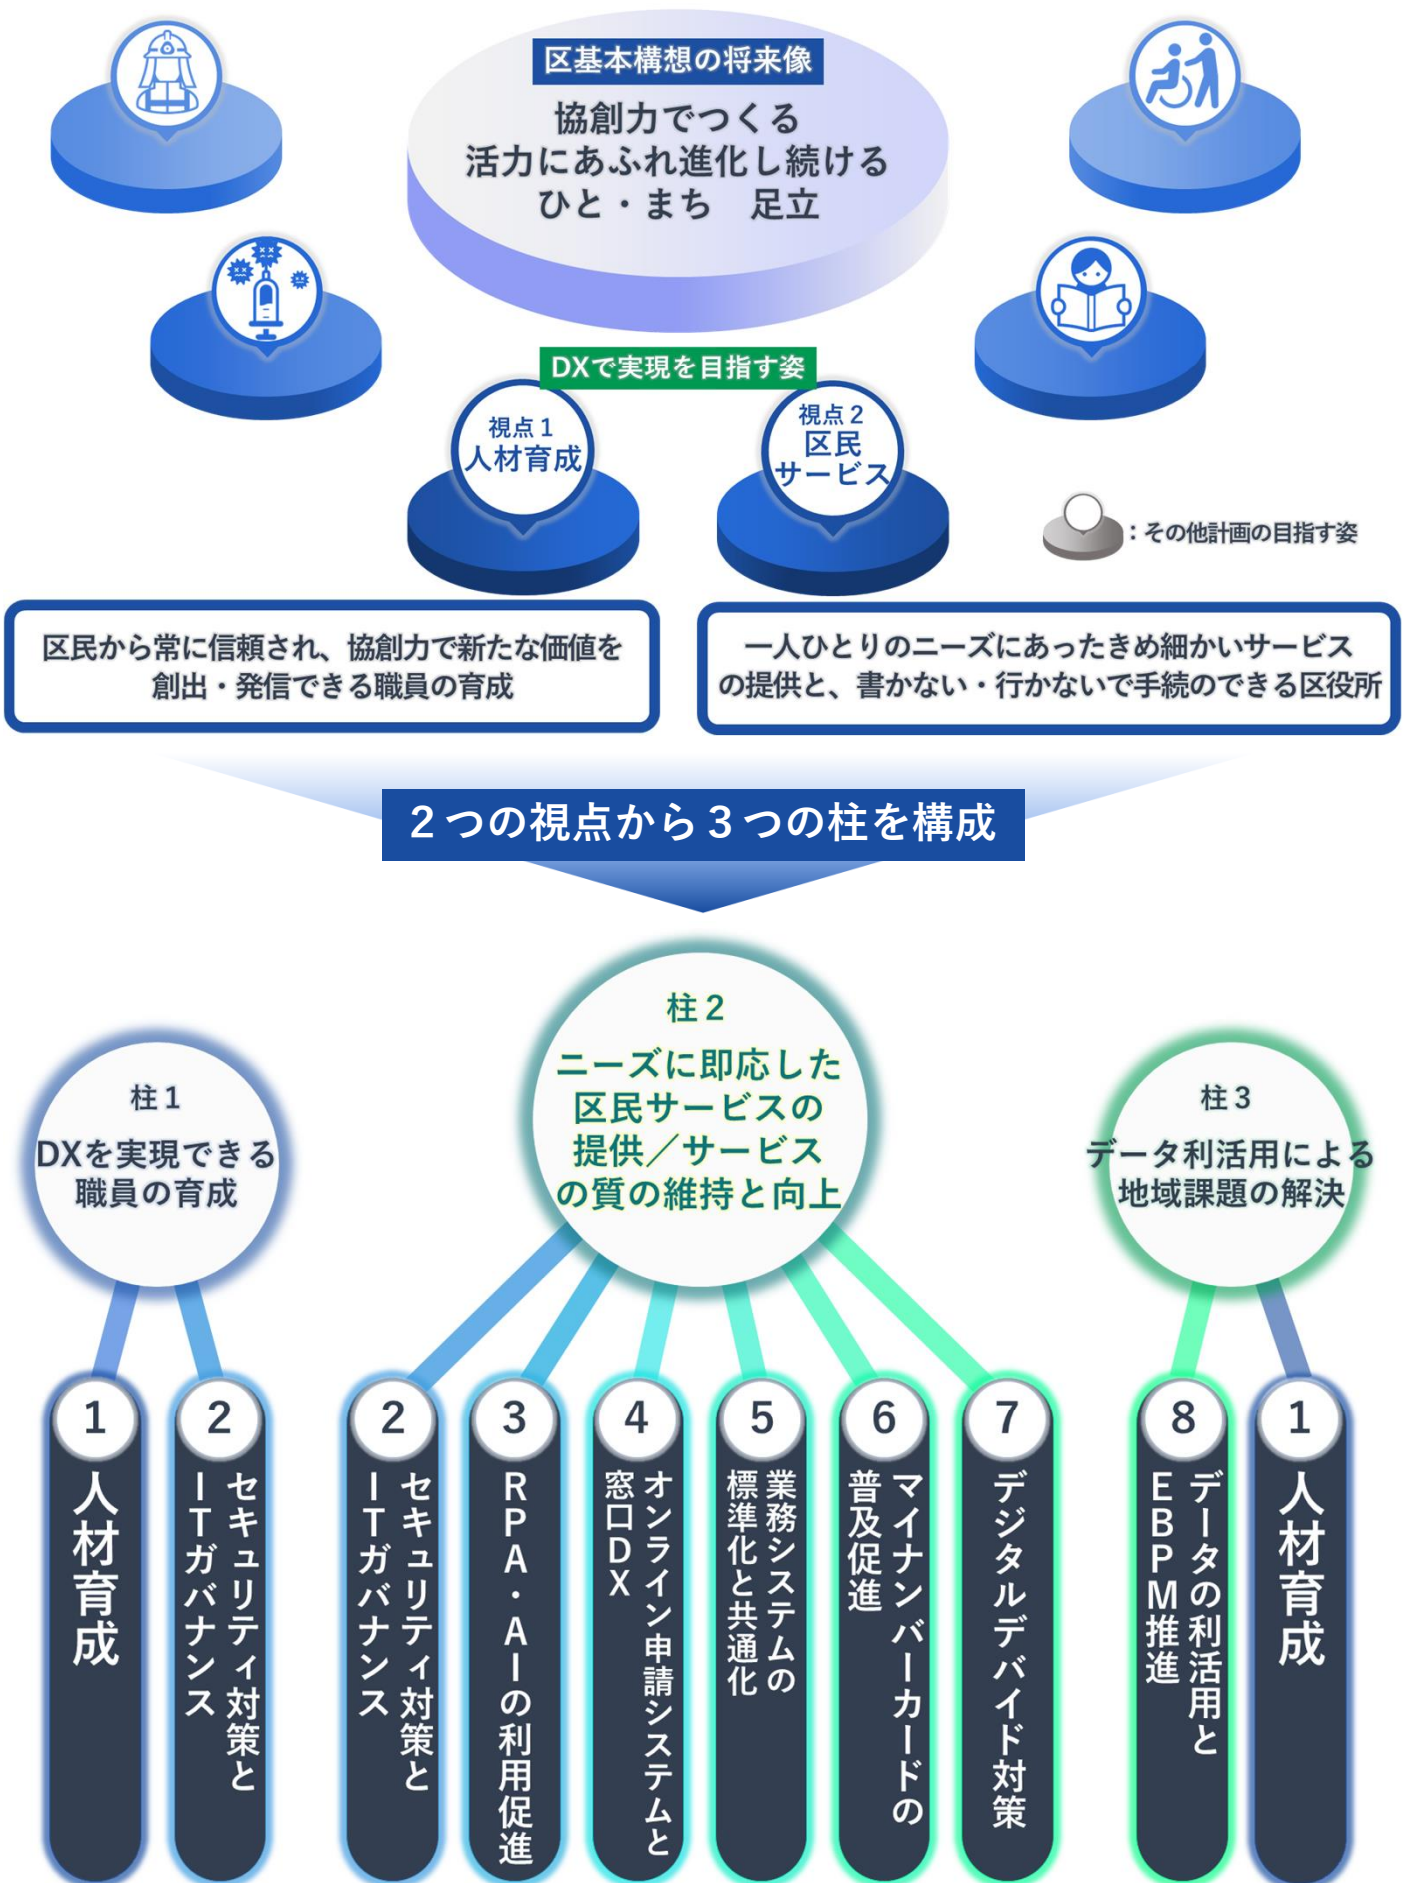 区基本構想の将来像
協創力でつくる
活力にあふれ進化し続ける
ひと・まち　足立
DXで実現を目指す姿
視点1
人材育成
視点2
区民
サービス
：その他計画の目指す姿
区民から常に信頼され、協創力で新たな価値を
創出・発信できる職員の育成
一人ひとりのニーズにあったきめ細かいサービス
の提供と、書かない・行かないで手続のできる区役所
2つの視点から3つの柱を構成
柱1
DXを実現できる
職員の育成
柱2
ニーズに即応した
区民サービスの
提供／サービス
の質の維持と向上
柱3
データ利活用による
地域課題の解決
1
人材育成
2
セキュリティ対策と
ITガバナンス
2
セキュリティ対策と
ITガバナンス
3
RPA・AIの利用促進
4
オンライン申請システムと
窓口DX
5
業務システムの
標準化と共通化
6
マイナンバーカードの
普及促進
7
デジタルデバイド対策
8
データの利活用と
EBPM推進
1
人材育成